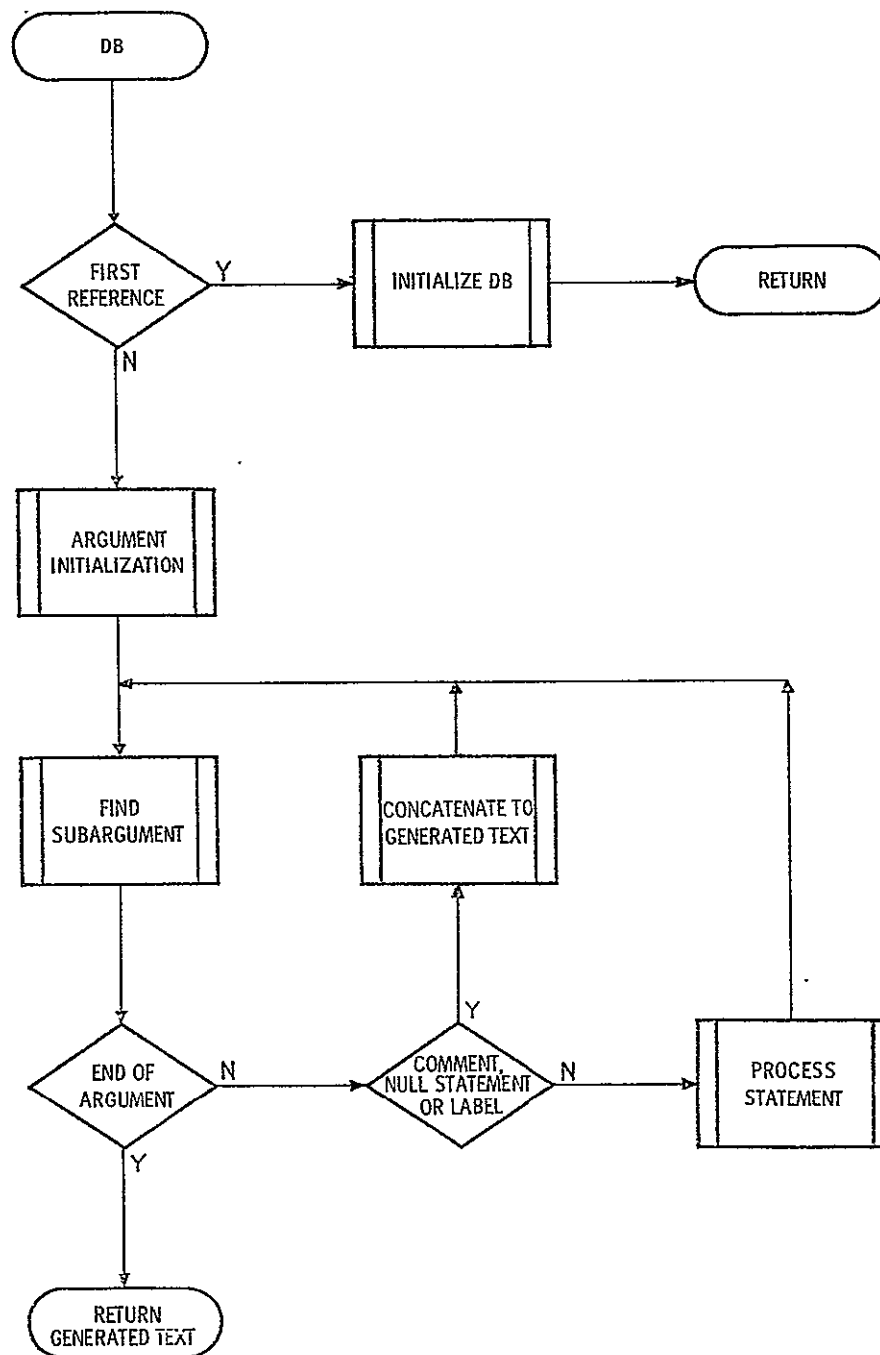 DB
FIRST
REFERENCE
Y
INITIALIZE DB
RETURN
N
ARGUMENT
INITIALIZATION
FIND
SUBARGUMENT
CONCATENATE TO
GENERATED TEXT
Y
END OF
ARGUMENT
N
COMMENT,
NULL STATEMENT
OR LABEL
N
PROCESS
STATEMENT
Y
RETURN
GENERATED TEXT